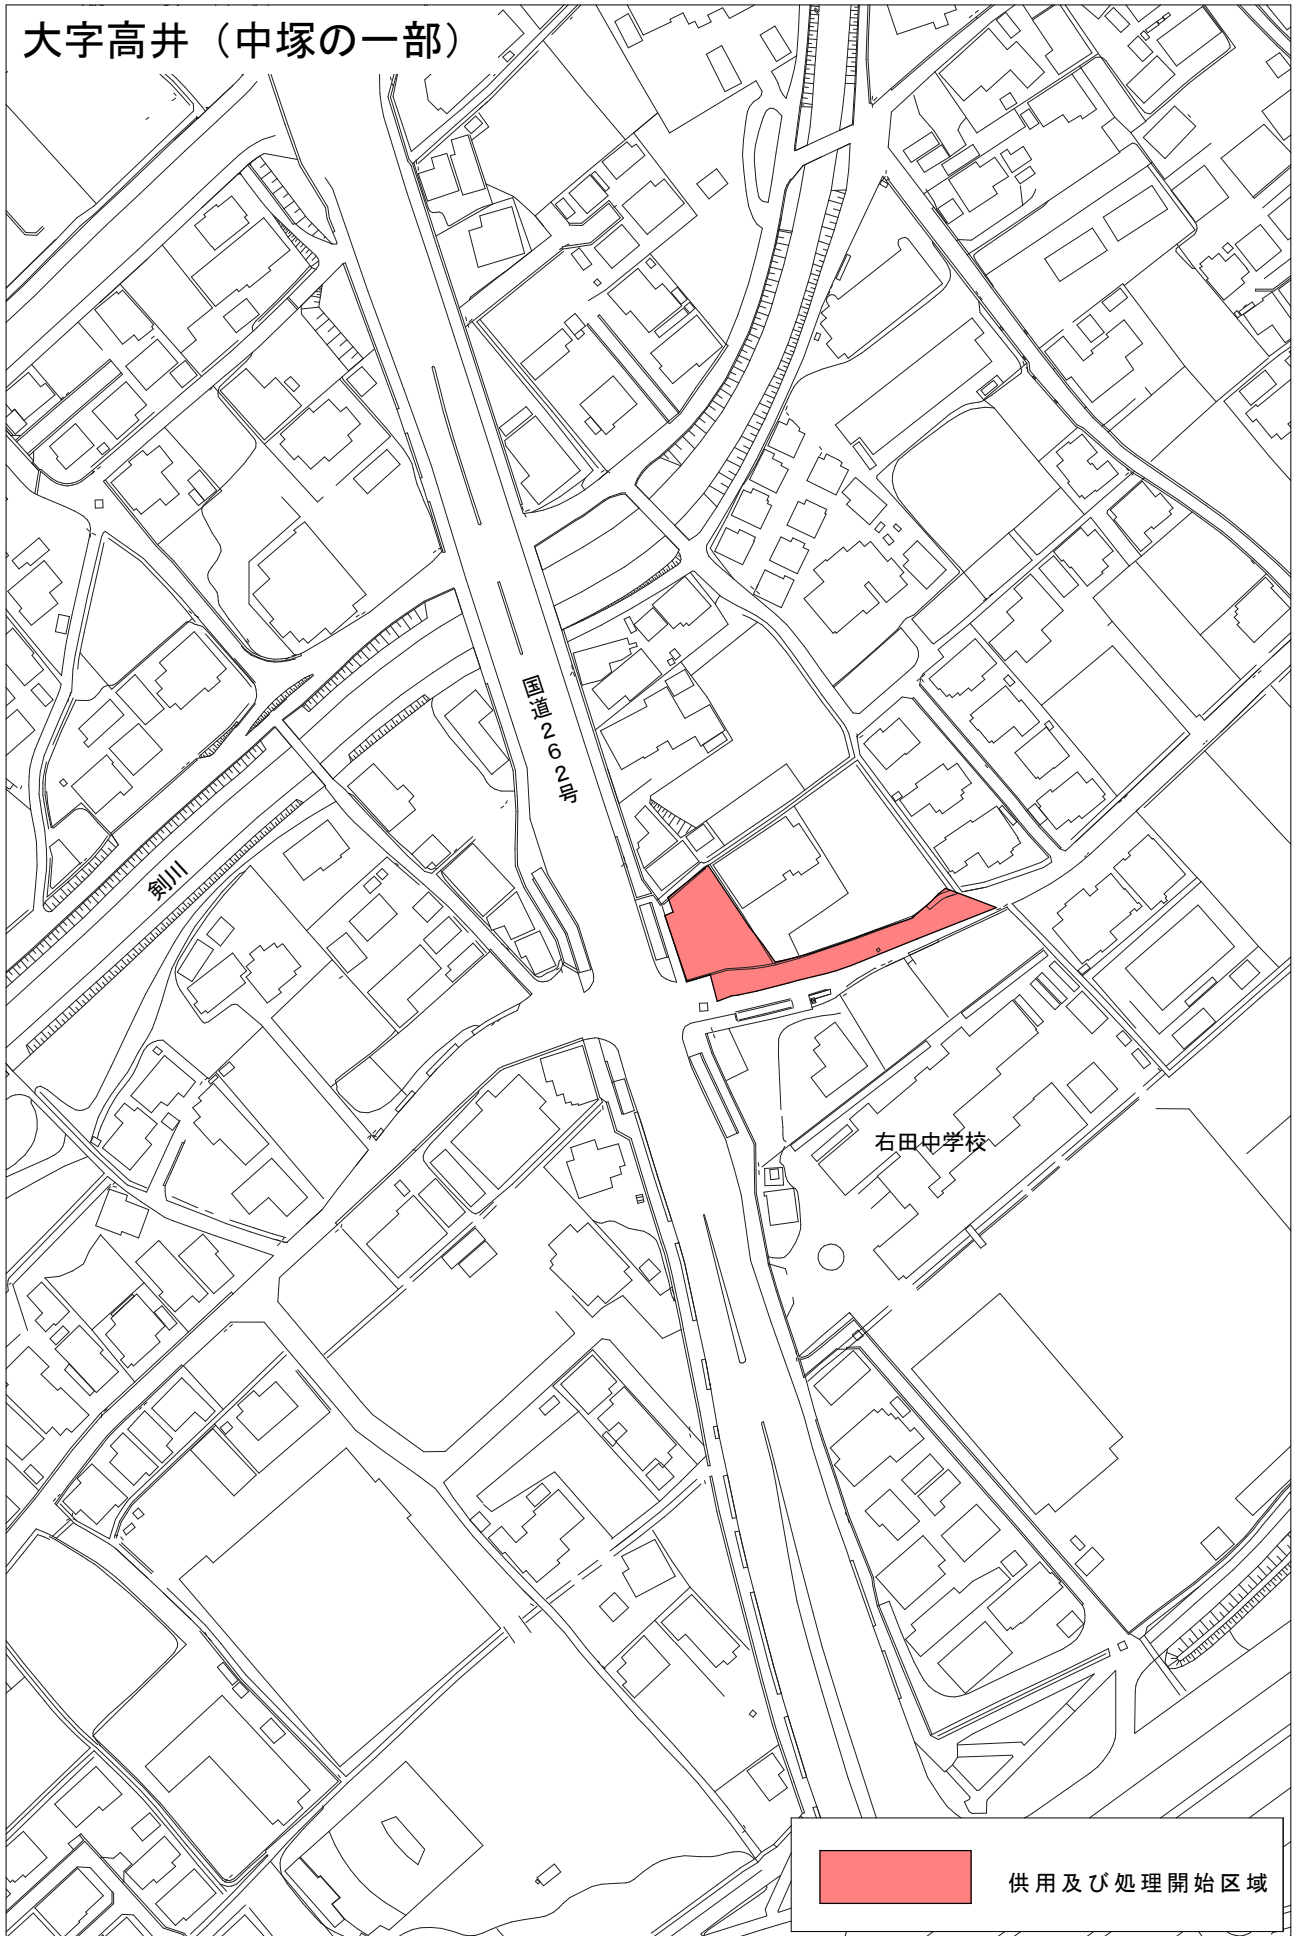 大字高井（中塚の一部）
国道262号
剣川
右田中学校
供用及び処理開始区域